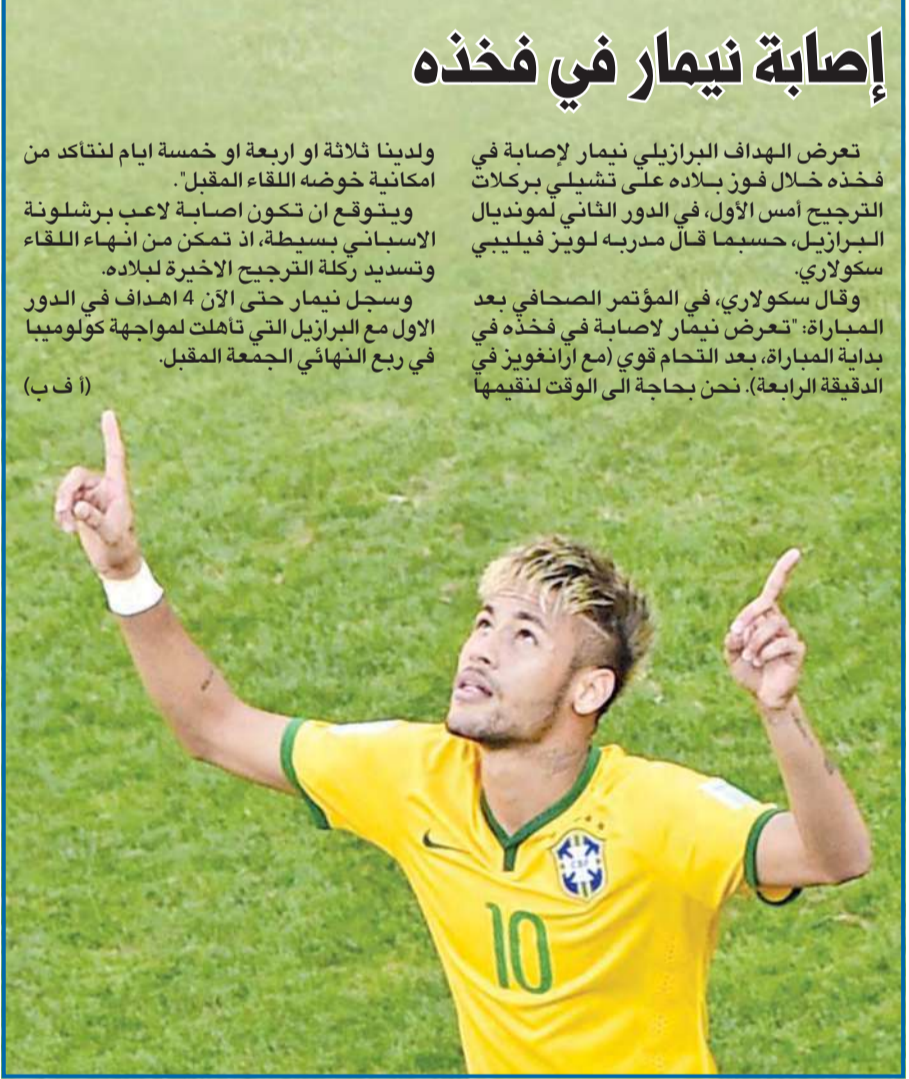 إصابة نيمار في فخذه
تعرض الهداف البرازيلي نيمار لإصابة في
فخذه خلال فوز بلاده على تشيلي بركلات
الترجيح أمس الأول، في الدور الثاني لمونديال
البرازيل، حسبما قال مدربه لويز فيليبي
سكولاري.
وقال سكولاري، في المؤتمر الصحافي بعد
المباراة: "تعرض نيمار لاصابة في فخذه في
بداية المباراة، بعد التحام قوي (مع ارانغويز في
الدقيقة الرابعة). نحن بحاجة الى الوقت لنقيمها
ولدينا ثلاثة او اربعة او خمسة ايام لنتأكد من
امكانية خوضه اللقاء المقبل".
ويتوقع ان تكون اصابة لاعب برشلونة
الاسباني بسيطة، اذ تمكن من انهاء اللقاء
وتسديد ركلة الترجيح الاخيرة لبلاده.
وسجل نيمار حتى الآن 4 اهداف في الدور
الاول مع البرازيل التي تأهلت لمواجهة كولومبيا
في ربع النهائي الجمعة المقبل.
(أ ف ب)
CBF
10